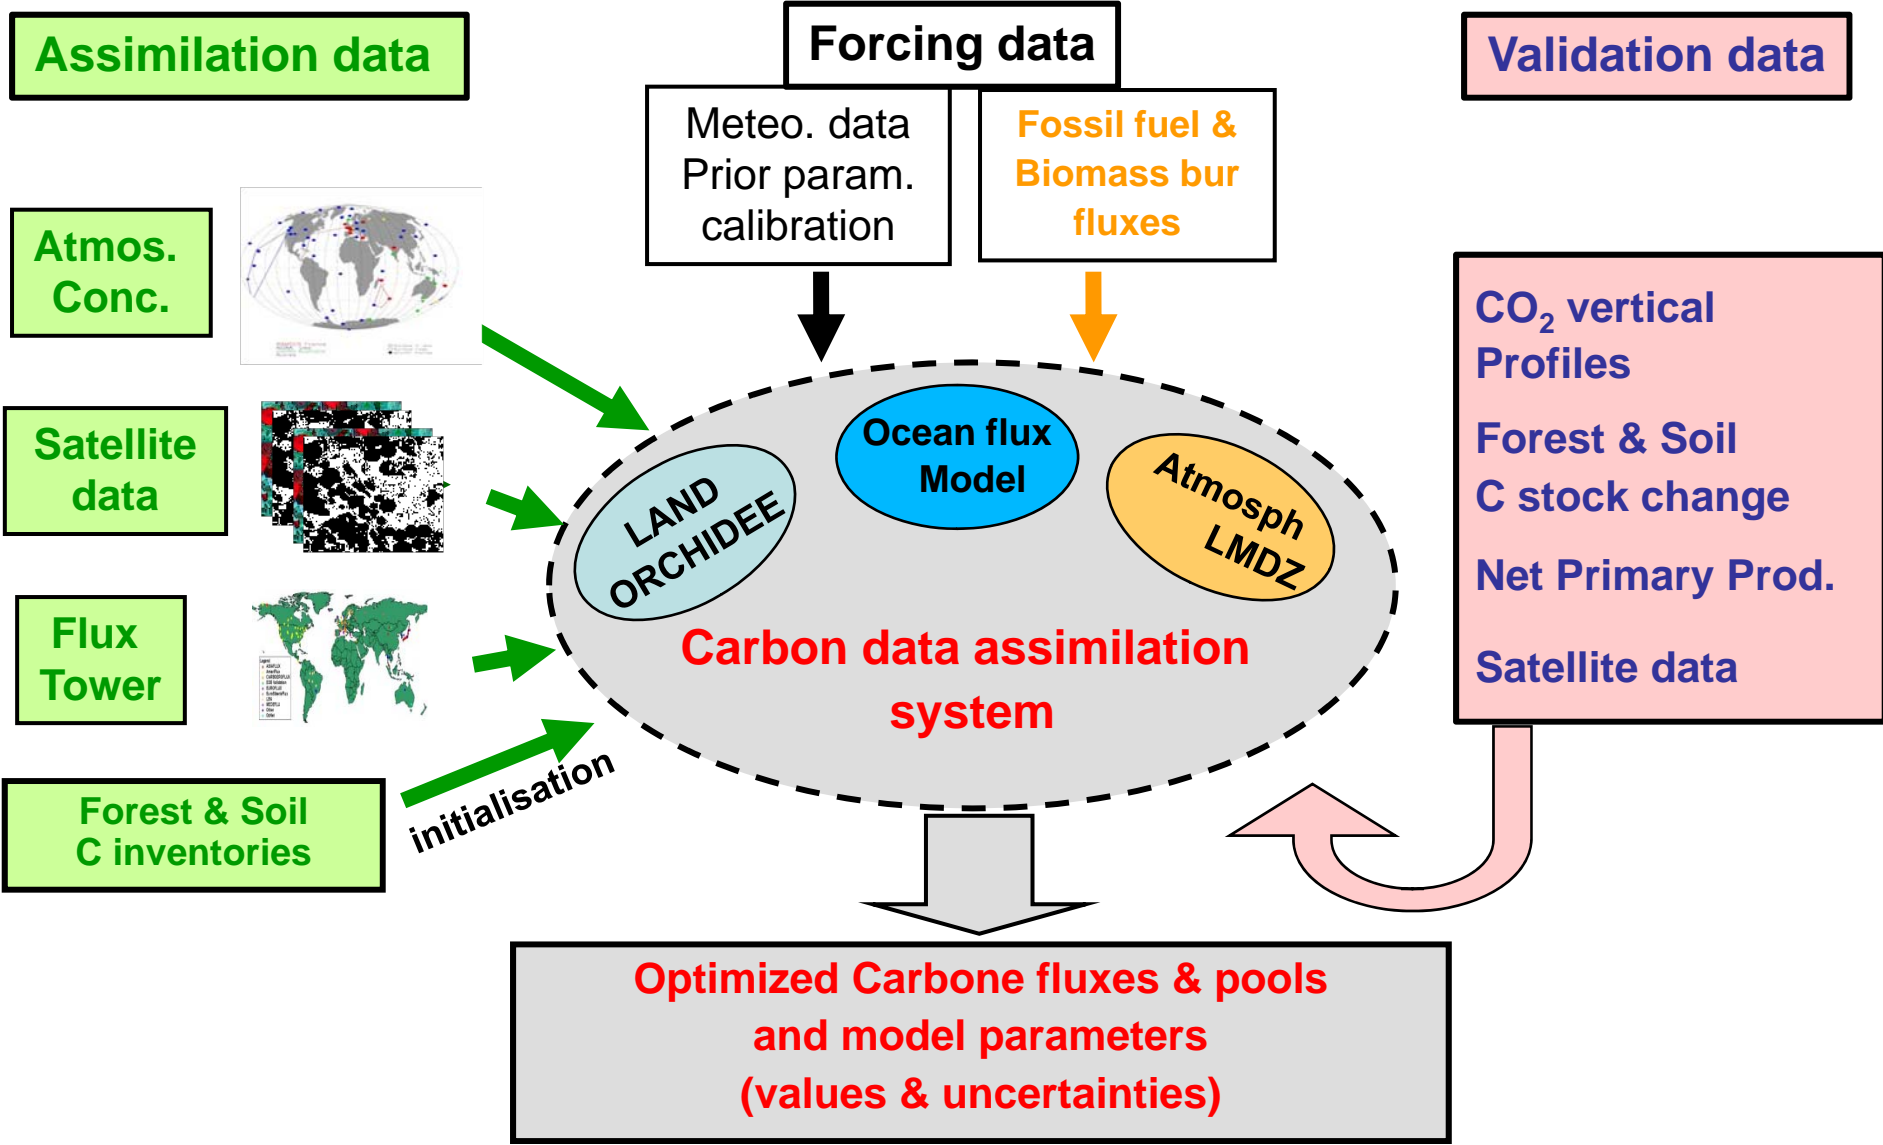 Assimilation data
Forcing data
Validation data
Meteo. data
Prior param.
calibration
Fossil fuel &
Biomass bur
fluxes
Atmos.
Conc.
Satellite
data
Flux
Tower
Forest & Soil
C inventories
initialisation
LAND
ORCHIDEE
Ocean flux
Model
Atmosph
LMDZ
Carbon data assimilation
system
CO₂ vertical
Profiles
Forest & Soil
C stock change
Net Primary Prod.
Satellite data
Optimized Carbone fluxes & pools
and model parameters
(values & uncertainties)